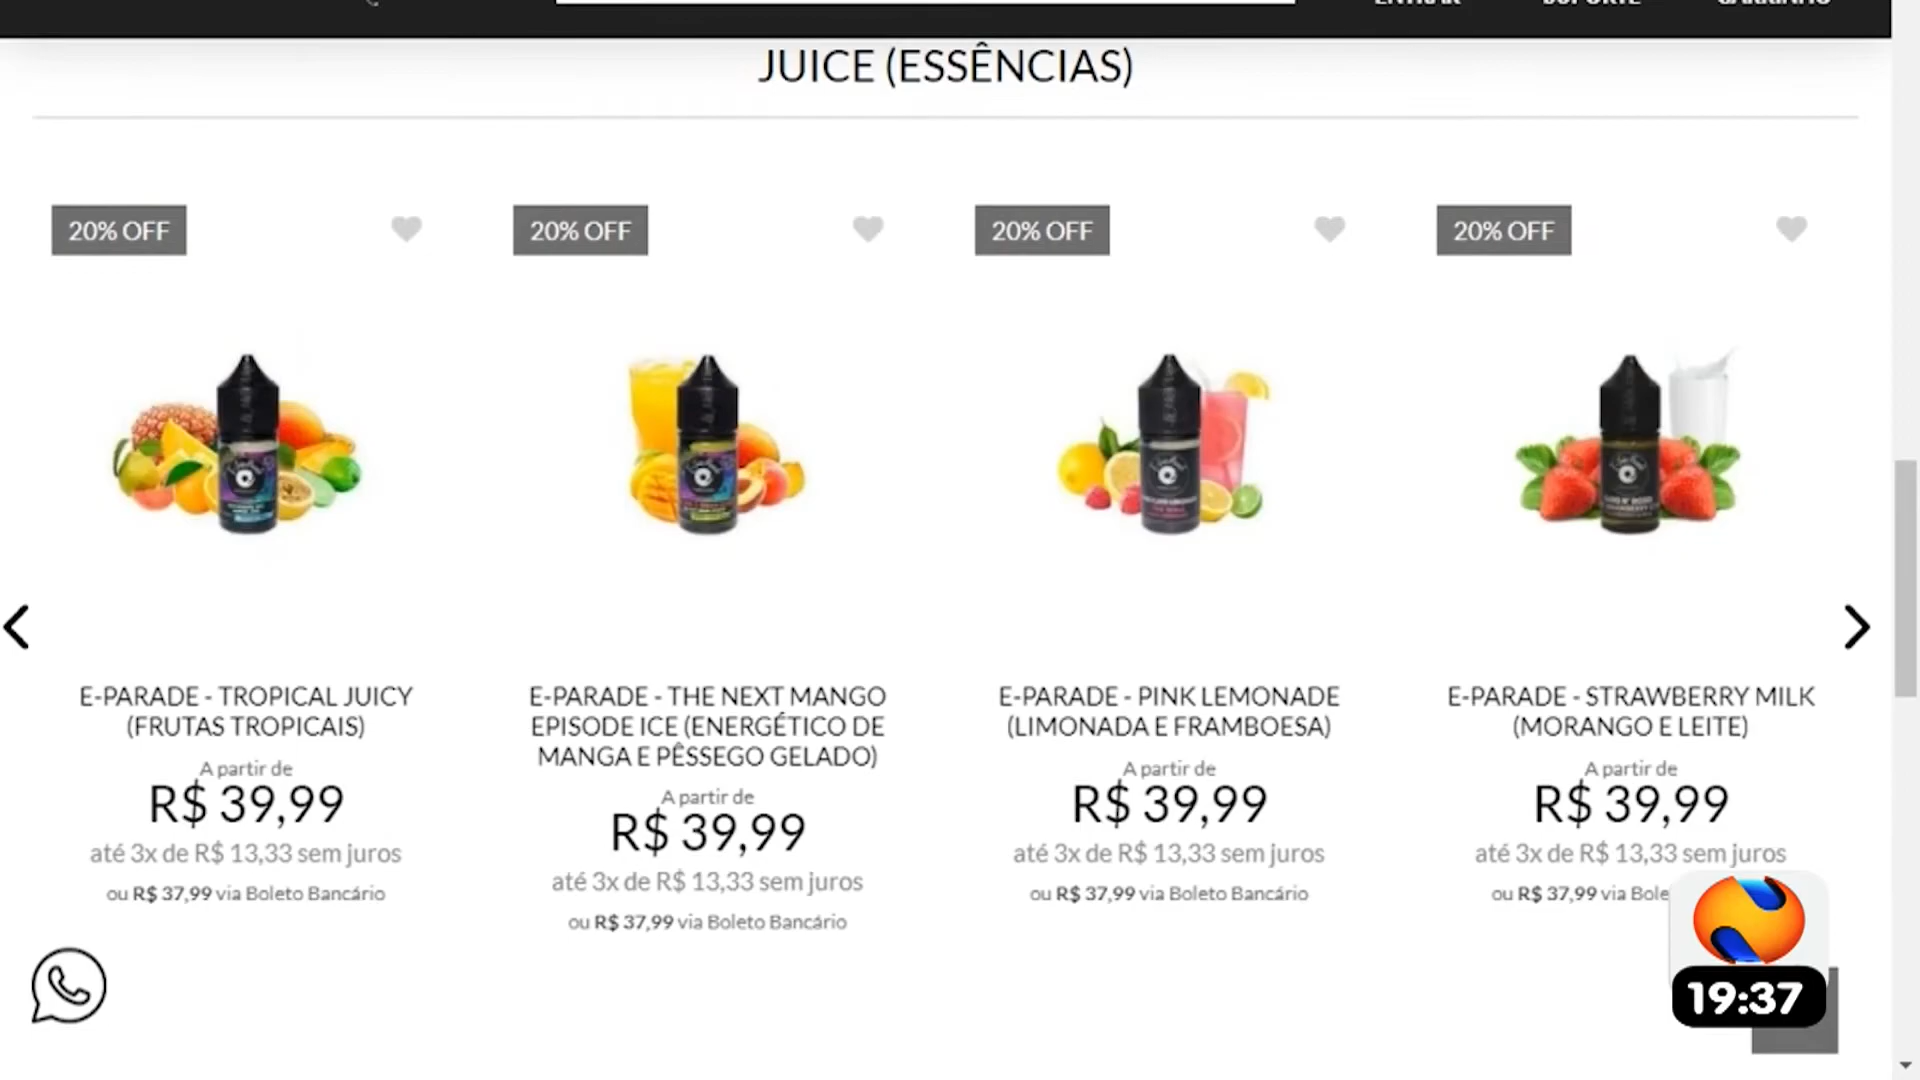 ENTRAR SUPORTE CARRINHO
JUICE (ESSÊNCIAS)
20% OFF
20% OFF
20% OFF
20% OFF
E-PARADE - TROPICAL JUICY
(FRUTAS TROPICAIS)
A partir de
R$ 39,99
até 3x de R$ 13,33 sem juros
ou R$ 37,99 via Boleto Bancário
E-PARADE - THE NEXT MANGO
EPISODE ICE (ENERGÉTICO DE
MANGA E PÊSSEGO GELADO)
A partir de
R$ 39,99
até 3x de R$ 13,33 sem juros
ou R$ 37,99 via Boleto Bancário
E-PARADE - PINK LEMONADE
(LIMONADA E FRAMBOESA)
A partir de
R$ 39,99
até 3x de R$ 13,33 sem juros
ou R$ 37,99 via Boleto Bancário
E-PARADE - STRAWBERRY MILK
(MORANGO E LEITE)
A partir de
R$ 39,99
até 3x de R$ 13,33 sem juros
ou R$ 37,99 via Bole
19:37